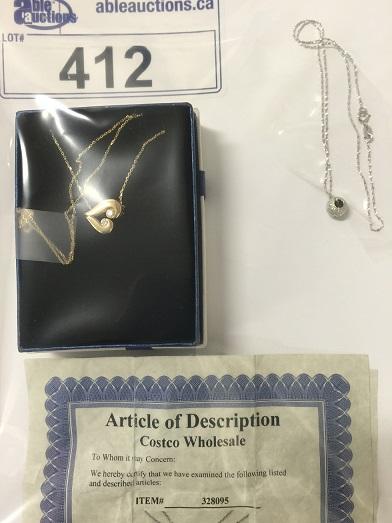 able auctions
ableauctions.ca
LOT#
412
Article of Description
Costco Wholesale
To Whom it may Concern:
We hereby certify that we have examined the following listed
and described articles:
ITEM# 328095